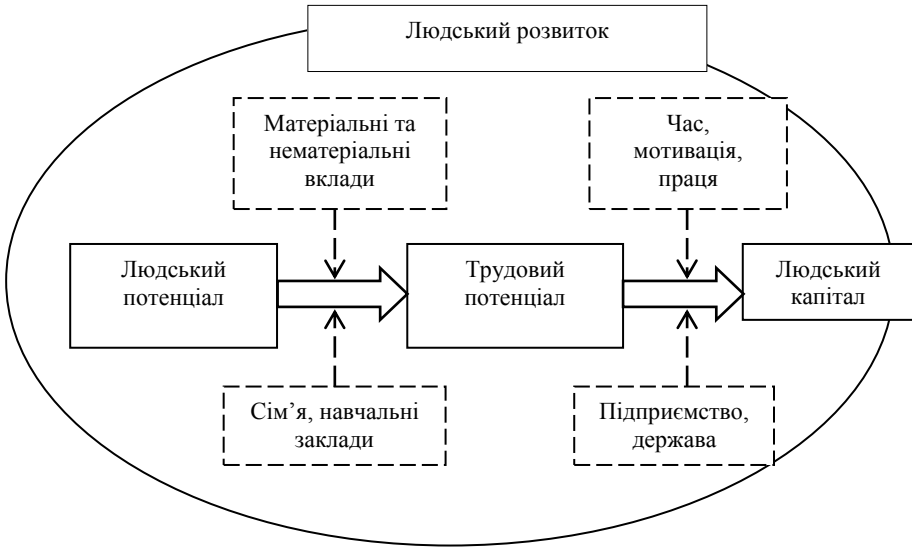 Людський розвиток
Матеріальні та
нематеріальні
вклади
Час,
мотивація,
праця
Людський
потенціал
Трудовий
потенціал
Людський
капітал
Сім’я, навчальні
заклади
Підприємство,
держава